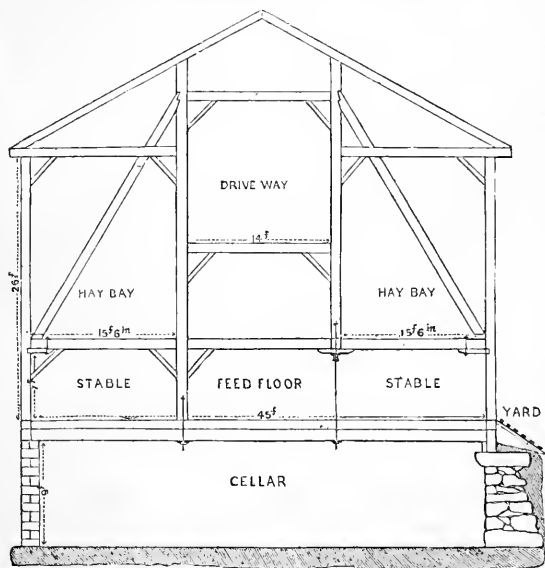 DRIVE WAY
14 f
26 f
HAY BAY
HAY BAY
15 f 6 in
15 f 6 in
STABLE
FEED FLOOR
STABLE
45 f
YARD
CELLAR